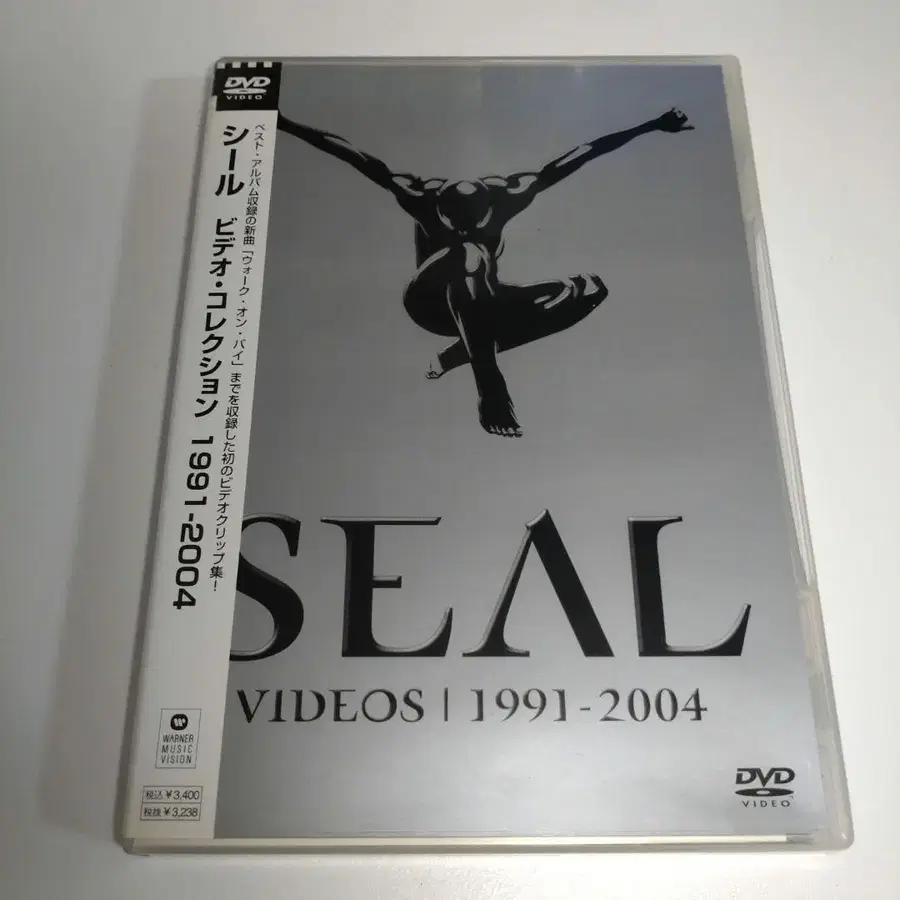 DVD
VIDEO
シール ビデオ・コレクション 1991-2004
ベスト・アルバム収録の新曲「ウォーク・オン・バイ」までを収録した初のビデオクリップ集!
WARNER
MUSIC
VISION
税込 ¥3,400
税抜 ¥3,238
SEAL
VIDEOS | 1991-2004
DVD
VIDEO